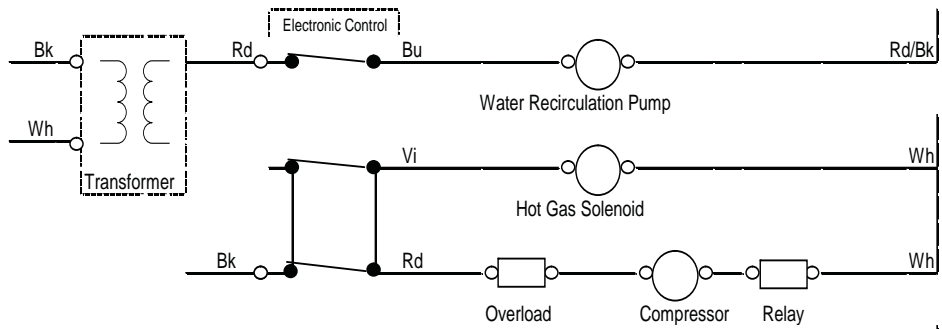 Electronic Control
Bk Rd Bu Rd/Bk
Water Recirculation Pump
Wh
Vi Wh
Transformer
Hot Gas Solenoid
Bk Rd Wh
Overload Compressor Relay